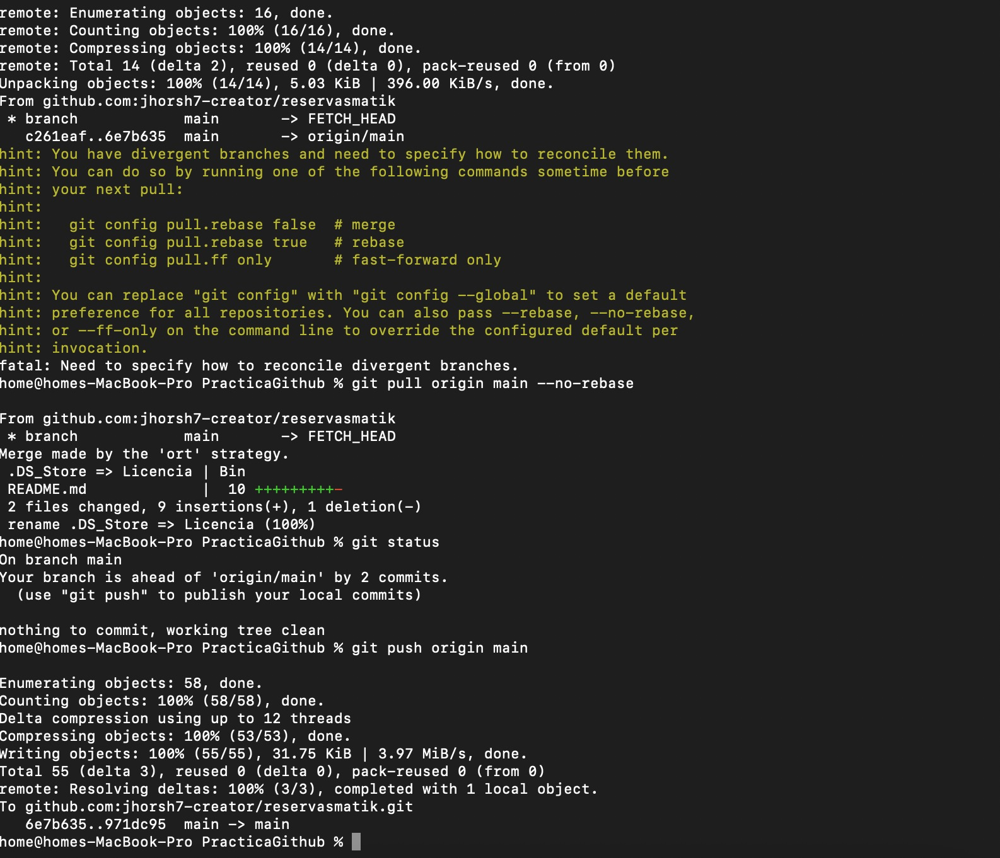 remote: Enumerating objects: 16, done.
remote: Counting objects: 100% (16/16), done.
remote: Compressing objects: 100% (14/14), done.
remote: Total 14 (delta 2), reused 0 (delta 0), pack-reused 0 (from 0)
Unpacking objects: 100% (14/14), 5.03 KiB | 396.00 KiB/s, done.
From github.com:jhorsh7-creator/reservasmatik
 * branch            main       -> FETCH_HEAD
   c261eaf..6e7b635  main       -> origin/main
hint: You have divergent branches and need to specify how to reconcile them.
hint: You can do so by running one of the following commands sometime before
hint: your next pull:
hint:
hint:   git config pull.rebase false  # merge
hint:   git config pull.rebase true   # rebase
hint:   git config pull.ff only       # fast-forward only
hint:
hint: You can replace "git config" with "git config --global" to set a default
hint: preference for all repositories. You can also pass --rebase, --no-rebase,
hint: or --ff-only on the command line to override the configured default per
hint: invocation.
fatal: Need to specify how to reconcile divergent branches.
home@homes-MacBook-Pro PracticaGithub % git pull origin main --no-rebase
From github.com:jhorsh7-creator/reservasmatik
 * branch            main       -> FETCH_HEAD
Merge made by the 'ort' strategy.
 .DS_Store => Licencia | Bin
 README.md             |  10 +++++++++-
 2 files changed, 9 insertions(+), 1 deletion(-)
 rename .DS_Store => Licencia (100%)
home@homes-MacBook-Pro PracticaGithub % git status
On branch main
Your branch is ahead of 'origin/main' by 2 commits.
  (use "git push" to publish your local commits)
nothing to commit, working tree clean
home@homes-MacBook-Pro PracticaGithub % git push origin main
Enumerating objects: 58, done.
Counting objects: 100% (58/58), done.
Delta compression using up to 12 threads
Compressing objects: 100% (53/53), done.
Writing objects: 100% (55/55), 31.75 KiB | 3.97 MiB/s, done.
Total 55 (delta 3), reused 0 (delta 0), pack-reused 0 (from 0)
remote: Resolving deltas: 100% (3/3), completed with 1 local object.
To github.com:jhorsh7-creator/reservasmatik.git
   6e7b635..971dc95  main -> main
home@homes-MacBook-Pro PracticaGithub %